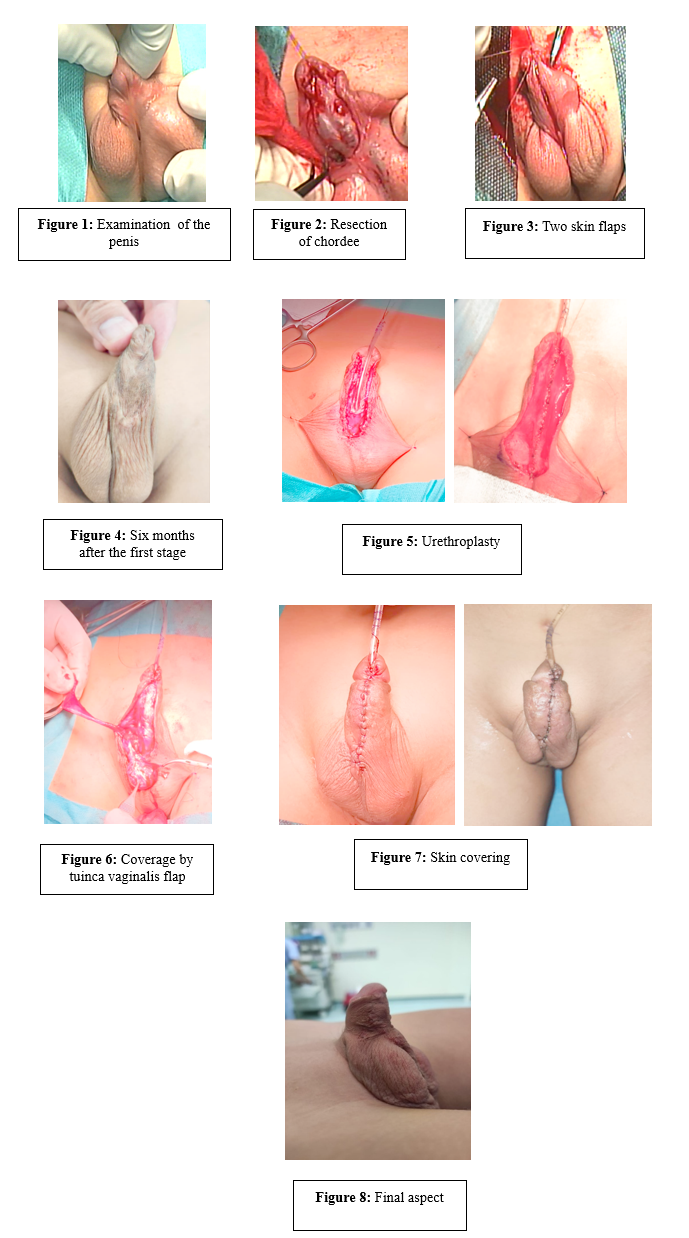 Figure 1: Examination of the
penis
Figure 2: Resection
of chordee
Figure 3: Two skin flaps
Figure 4: Six months
after the first stage
Figure 5: Urethroplasty
Figure 6: Coverage by
tuinca vaginalis flap
Figure 7: Skin covering
Figure 8: Final aspect